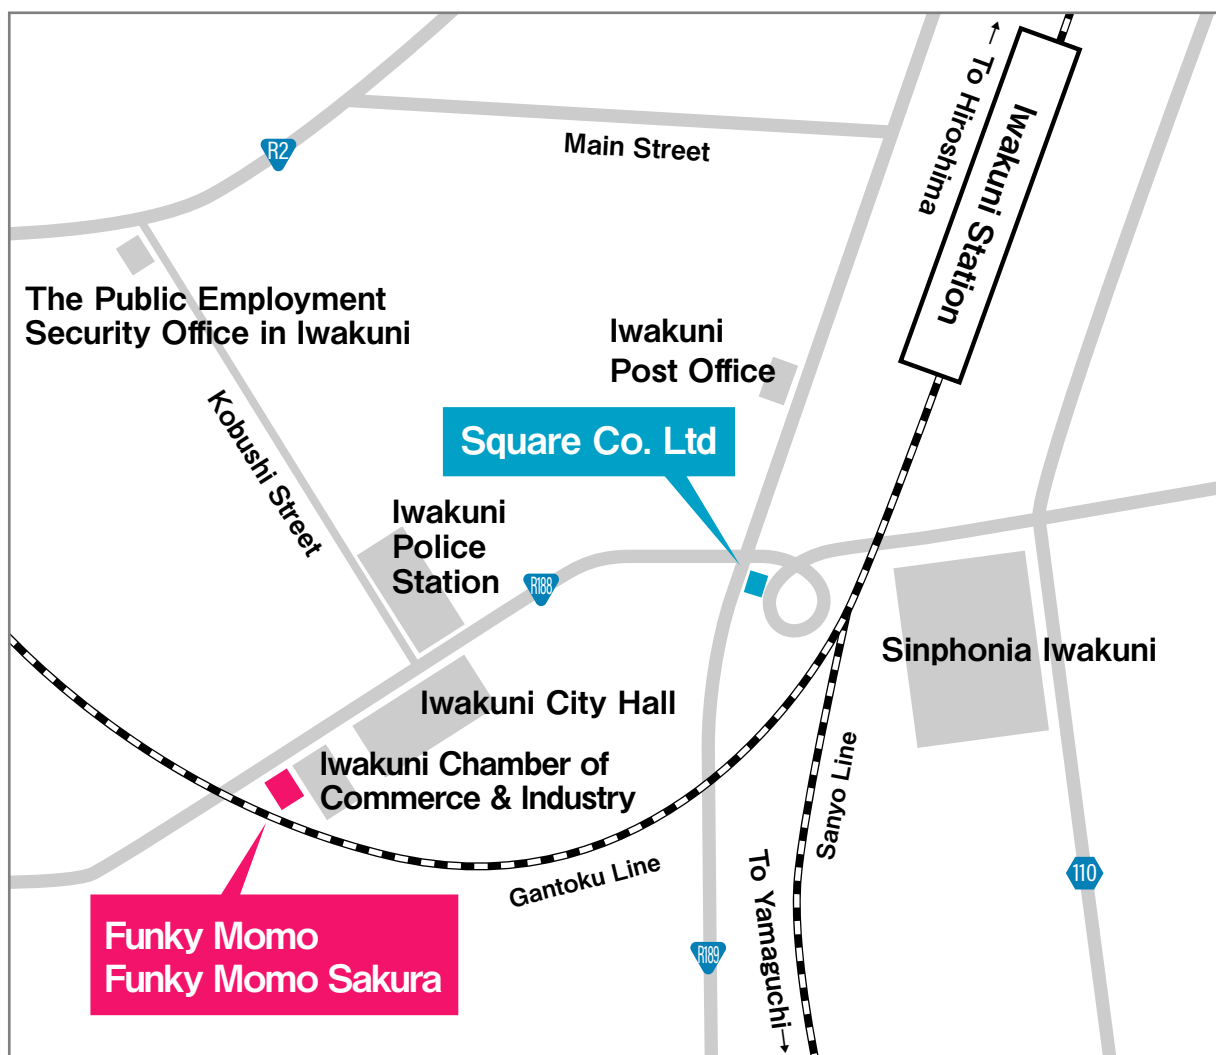 R2
Main Street
To Hiroshima
Iwakuni Station
The Public Employment
Security Office in Iwakuni
Iwakuni
Post Office
Kobushi Street
Square Co. Ltd
Iwakuni
Police
Station
R188
Sinphonia Iwakuni
Iwakuni City Hall
Iwakuni Chamber of
Commerce & Industry
Sanyo Line
Gantoku Line
To Yamaguchi
110
R189
Funky Momo
Funky Momo Sakura